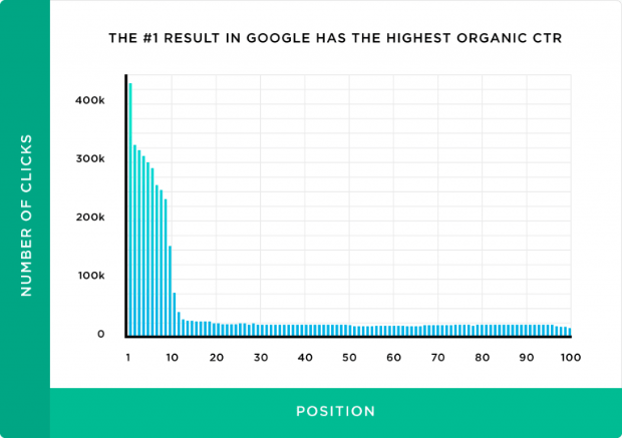 THE #1 RESULT IN GOOGLE HAS THE HIGHEST ORGANIC CTR
NUMBER OF CLICKS
400k
300k
200k
100k
0
1 10 20 30 40 50 60 70 80 90 100
POSITION